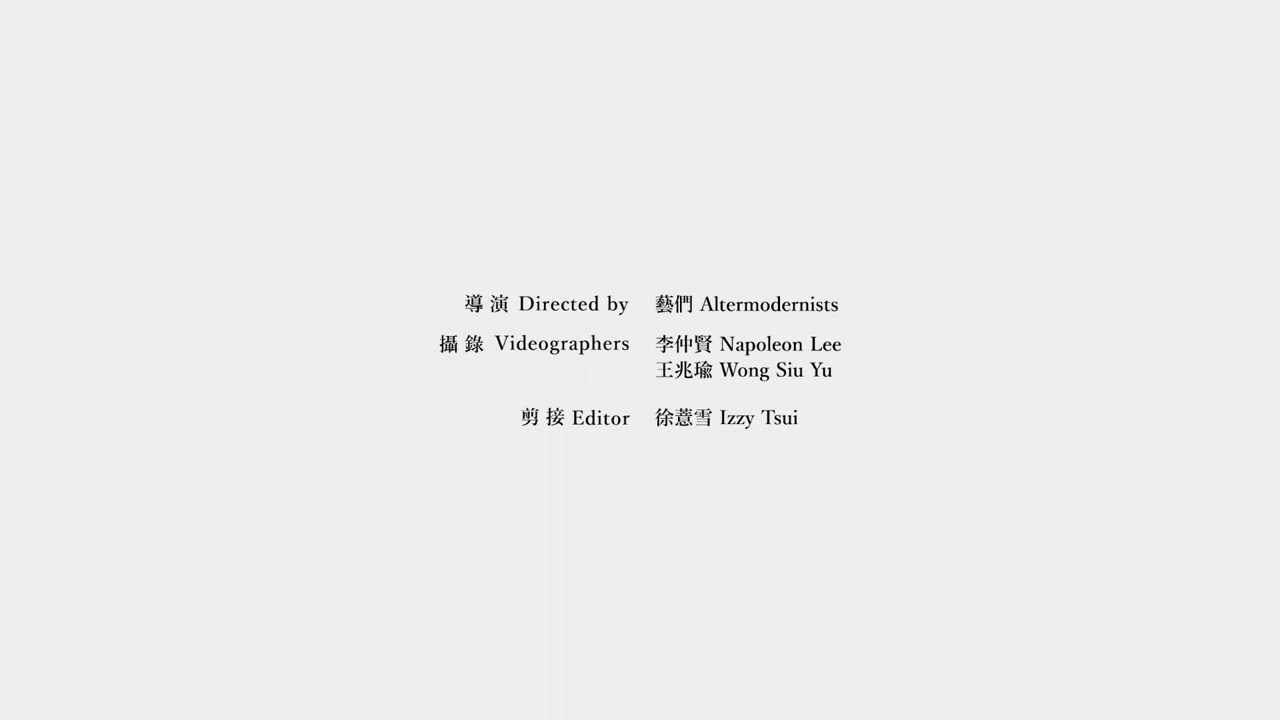 導 演 Directed by 藝們 Altermodernists
攝 錄 Videographers 李仲賢 Napoleon Lee
王兆瑜 Wong Siu Yu
剪 接 Editor 徐薏雪 Izzy Tsui